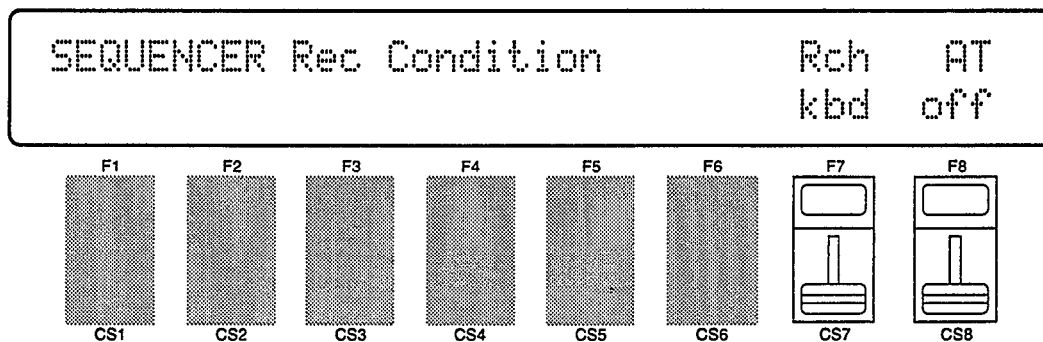 SEQUENCER Rec Condition Rch AT
kbd off
F1 F2 F3 F4 F5 F6 F7 F8
CS1 CS2 CS3 CS4 CS5 CS6 CS7 CS8